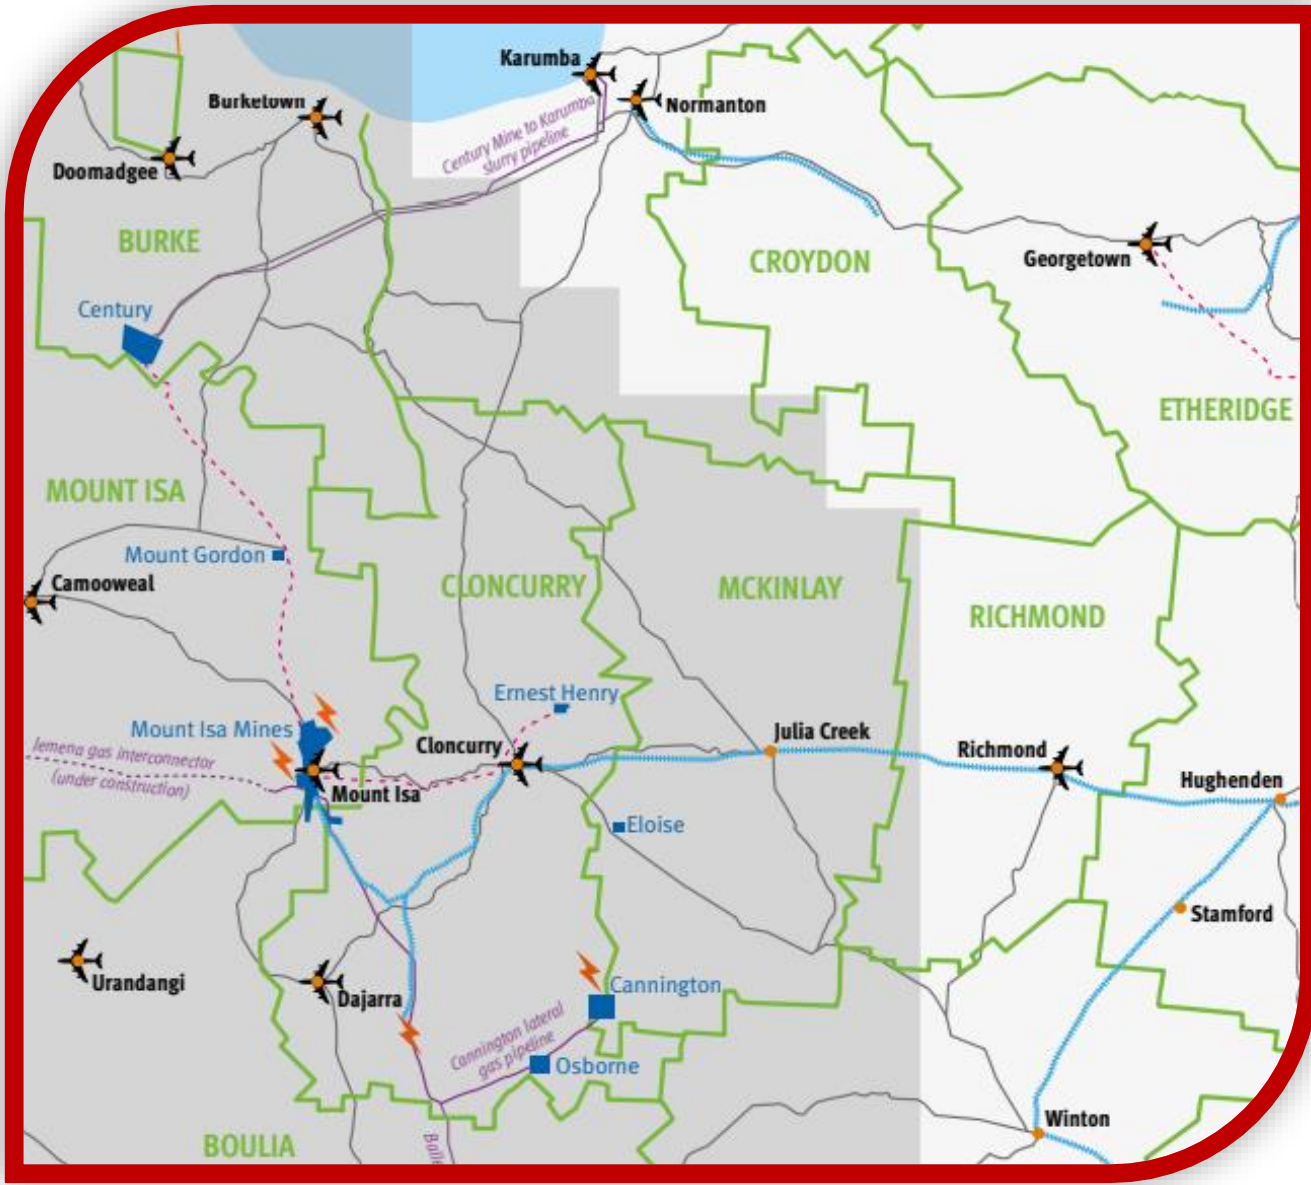 Karumba
Burketown
Normanton
Century Mine to Karumba
slurry pipeline
Doomadgee
BURKE
CROYDON
Georgetown
Century
ETHERIDGE
MOUNT ISA
Mount Gordon
Camooweal
CLONCURRY
MCKINLAY
RICHMOND
Ernest Henry
Mount Isa Mines
Julia Creek
Cloncurry
Richmond
Jemena gas interconnector
(under construction)
Hughenden
Mount Isa
Eloise
Stamford
Urandangi
Dajarra
Cannington
Cannington lateral
gas pipeline
Osborne
Winton
BOULIA